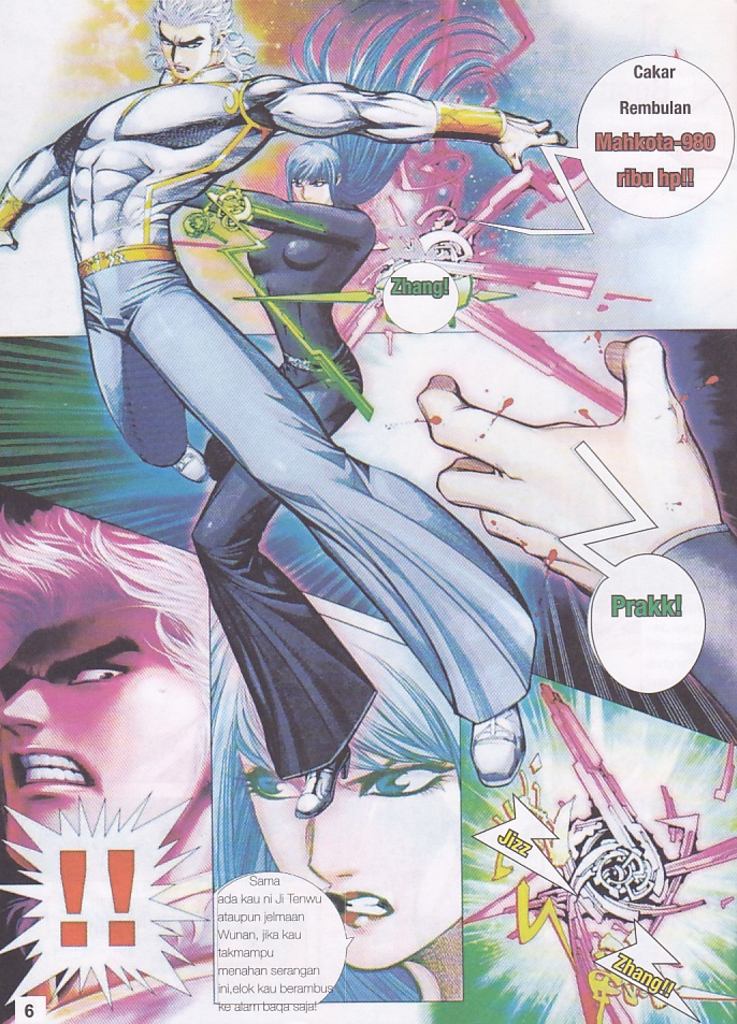 Cakar
Rembulan
Mahkota-980
ribu hp!!
Zhang!
Prakk!
!!
Sama
ada kau ni Ji Tenwu
ataupun jelmaan
Wunan, jika kau
takmampu
menahan serangan
ini,elok kau berambus
ke alam baqa saja!
Jizz
Zhang!!
6